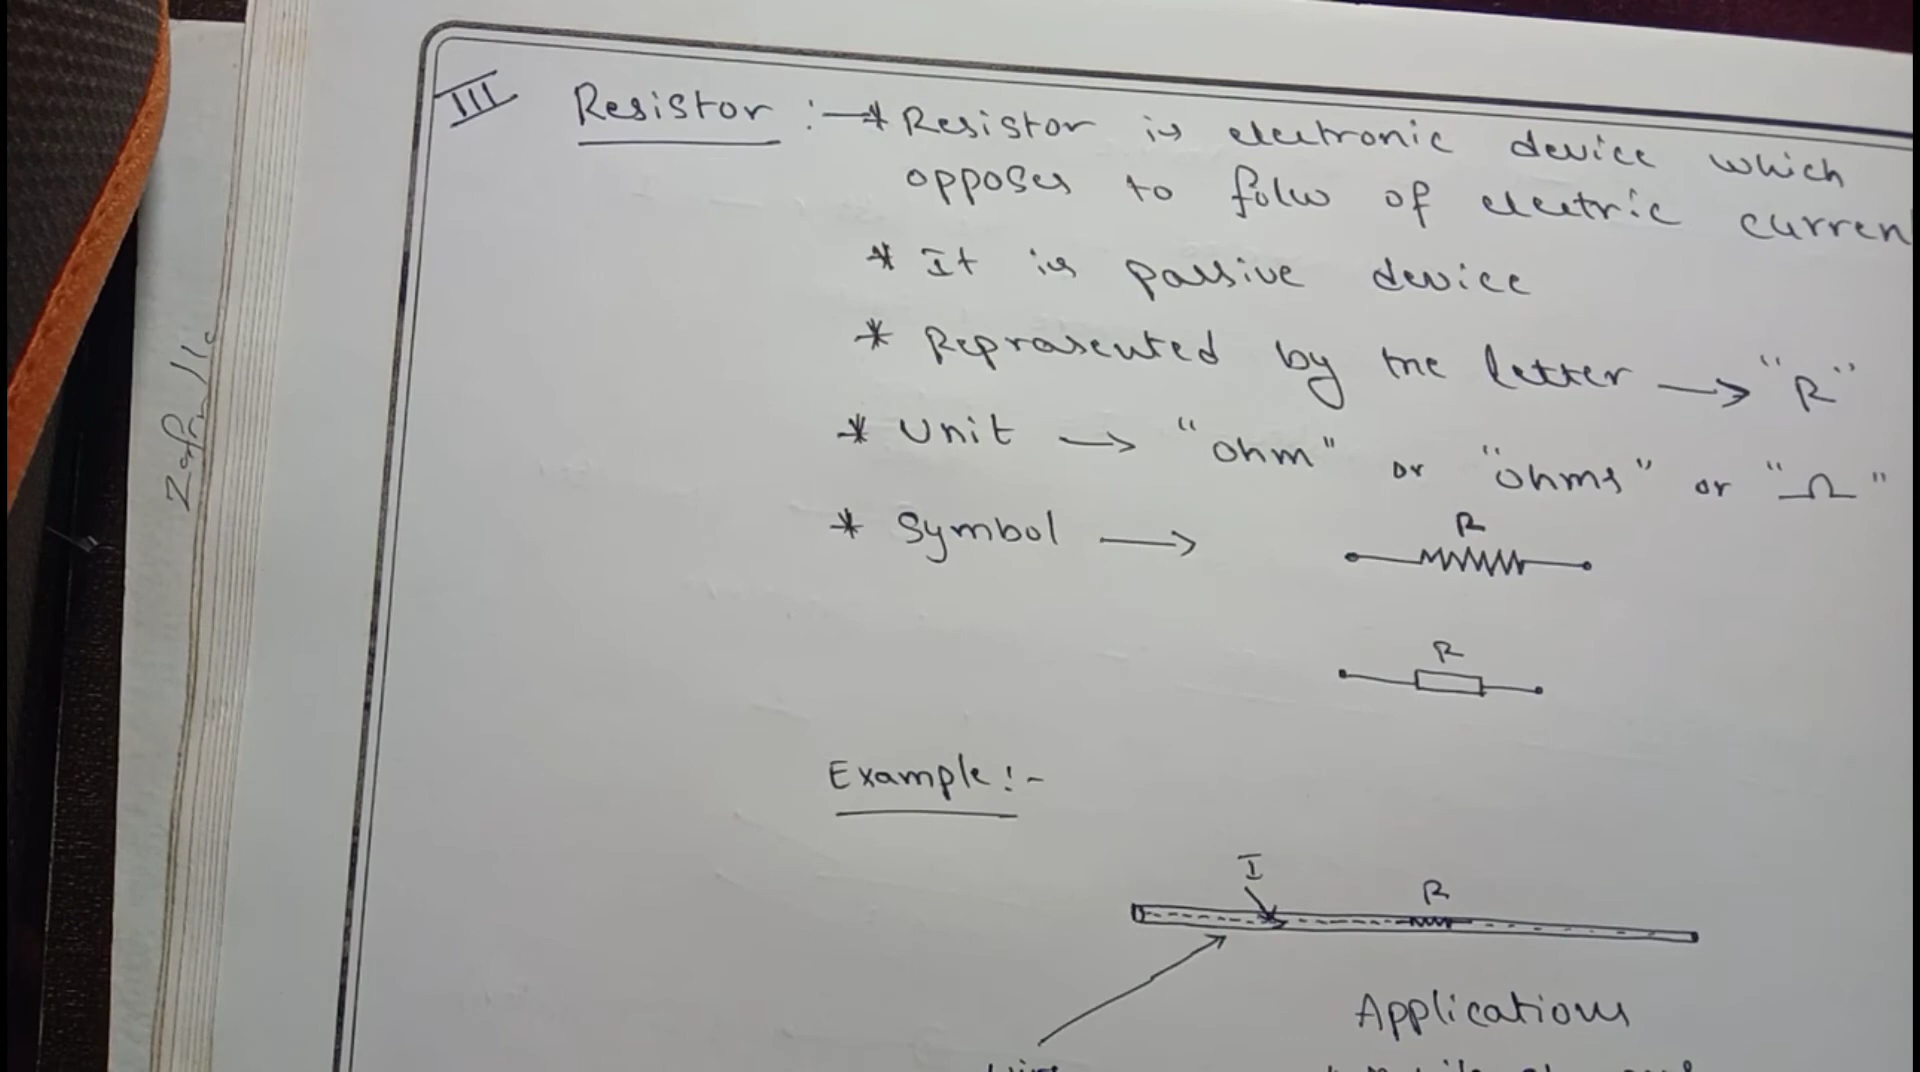 III Resistor :- * Resistor is electronic device which
opposes to folw of electric curren
* It is passive device
* Reprasented by the letter → "R"
* Unit → "ohm" or "ohms" or "Ω"
* Symbol →
R
R
Example :-
I
R
Applications